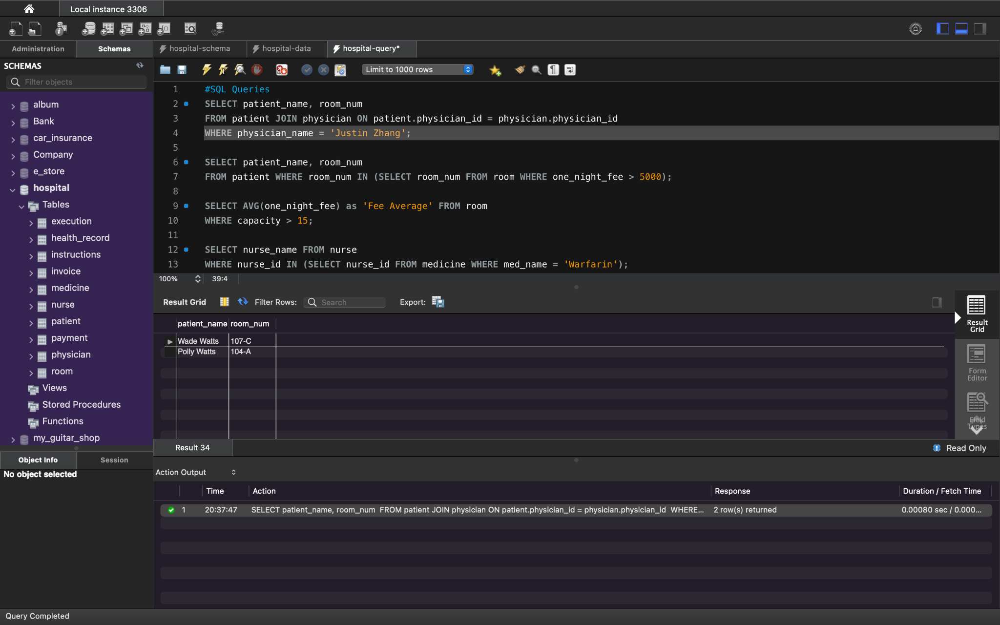 Local instance 3306
Administration
Schemas
hospital-schema
hospital-data
hospital-query*
SCHEMAS
Filter objects
Limit to 1000 rows
album
Bank
car_insurance
Company
e_store
hospital
Tables
execution
health_record
instructions
invoice
medicine
nurse
patient
payment
physician
room
Views
Stored Procedures
Functions
my_guitar_shop
Object Info
Session
No object selected
1 #SQL Queries
2 SELECT patient_name, room_num
3 FROM patient JOIN physician ON patient.physician_id = physician.physician_id
4 WHERE physician_name = 'Justin Zhang';
5
6 SELECT patient_name, room_num
7 FROM patient WHERE room_num IN (SELECT room_num FROM room WHERE one_night_fee > 5000);
8
9 SELECT AVG(one_night_fee) as 'Fee Average' FROM room
10 WHERE capacity > 15;
11
12 SELECT nurse_name FROM nurse
13 WHERE nurse_id IN (SELECT nurse_id FROM medicine WHERE med_name = 'Warfarin');
100% 39:4
Result Grid Filter Rows: Search Export:
patient_name room_num
Wade Watts 107-C
Polly Watts 104-A
Result
Grid
Form
Editor
Field
Types
Result 34
Read Only
Action Output
Time Action Response Duration / Fetch Time
1 20:37:47 SELECT patient_name, room_num FROM patient JOIN physician ON patient.physician_id = physician.physician_id WHERE... 2 row(s) returned 0.00080 sec / 0.000...
Query Completed